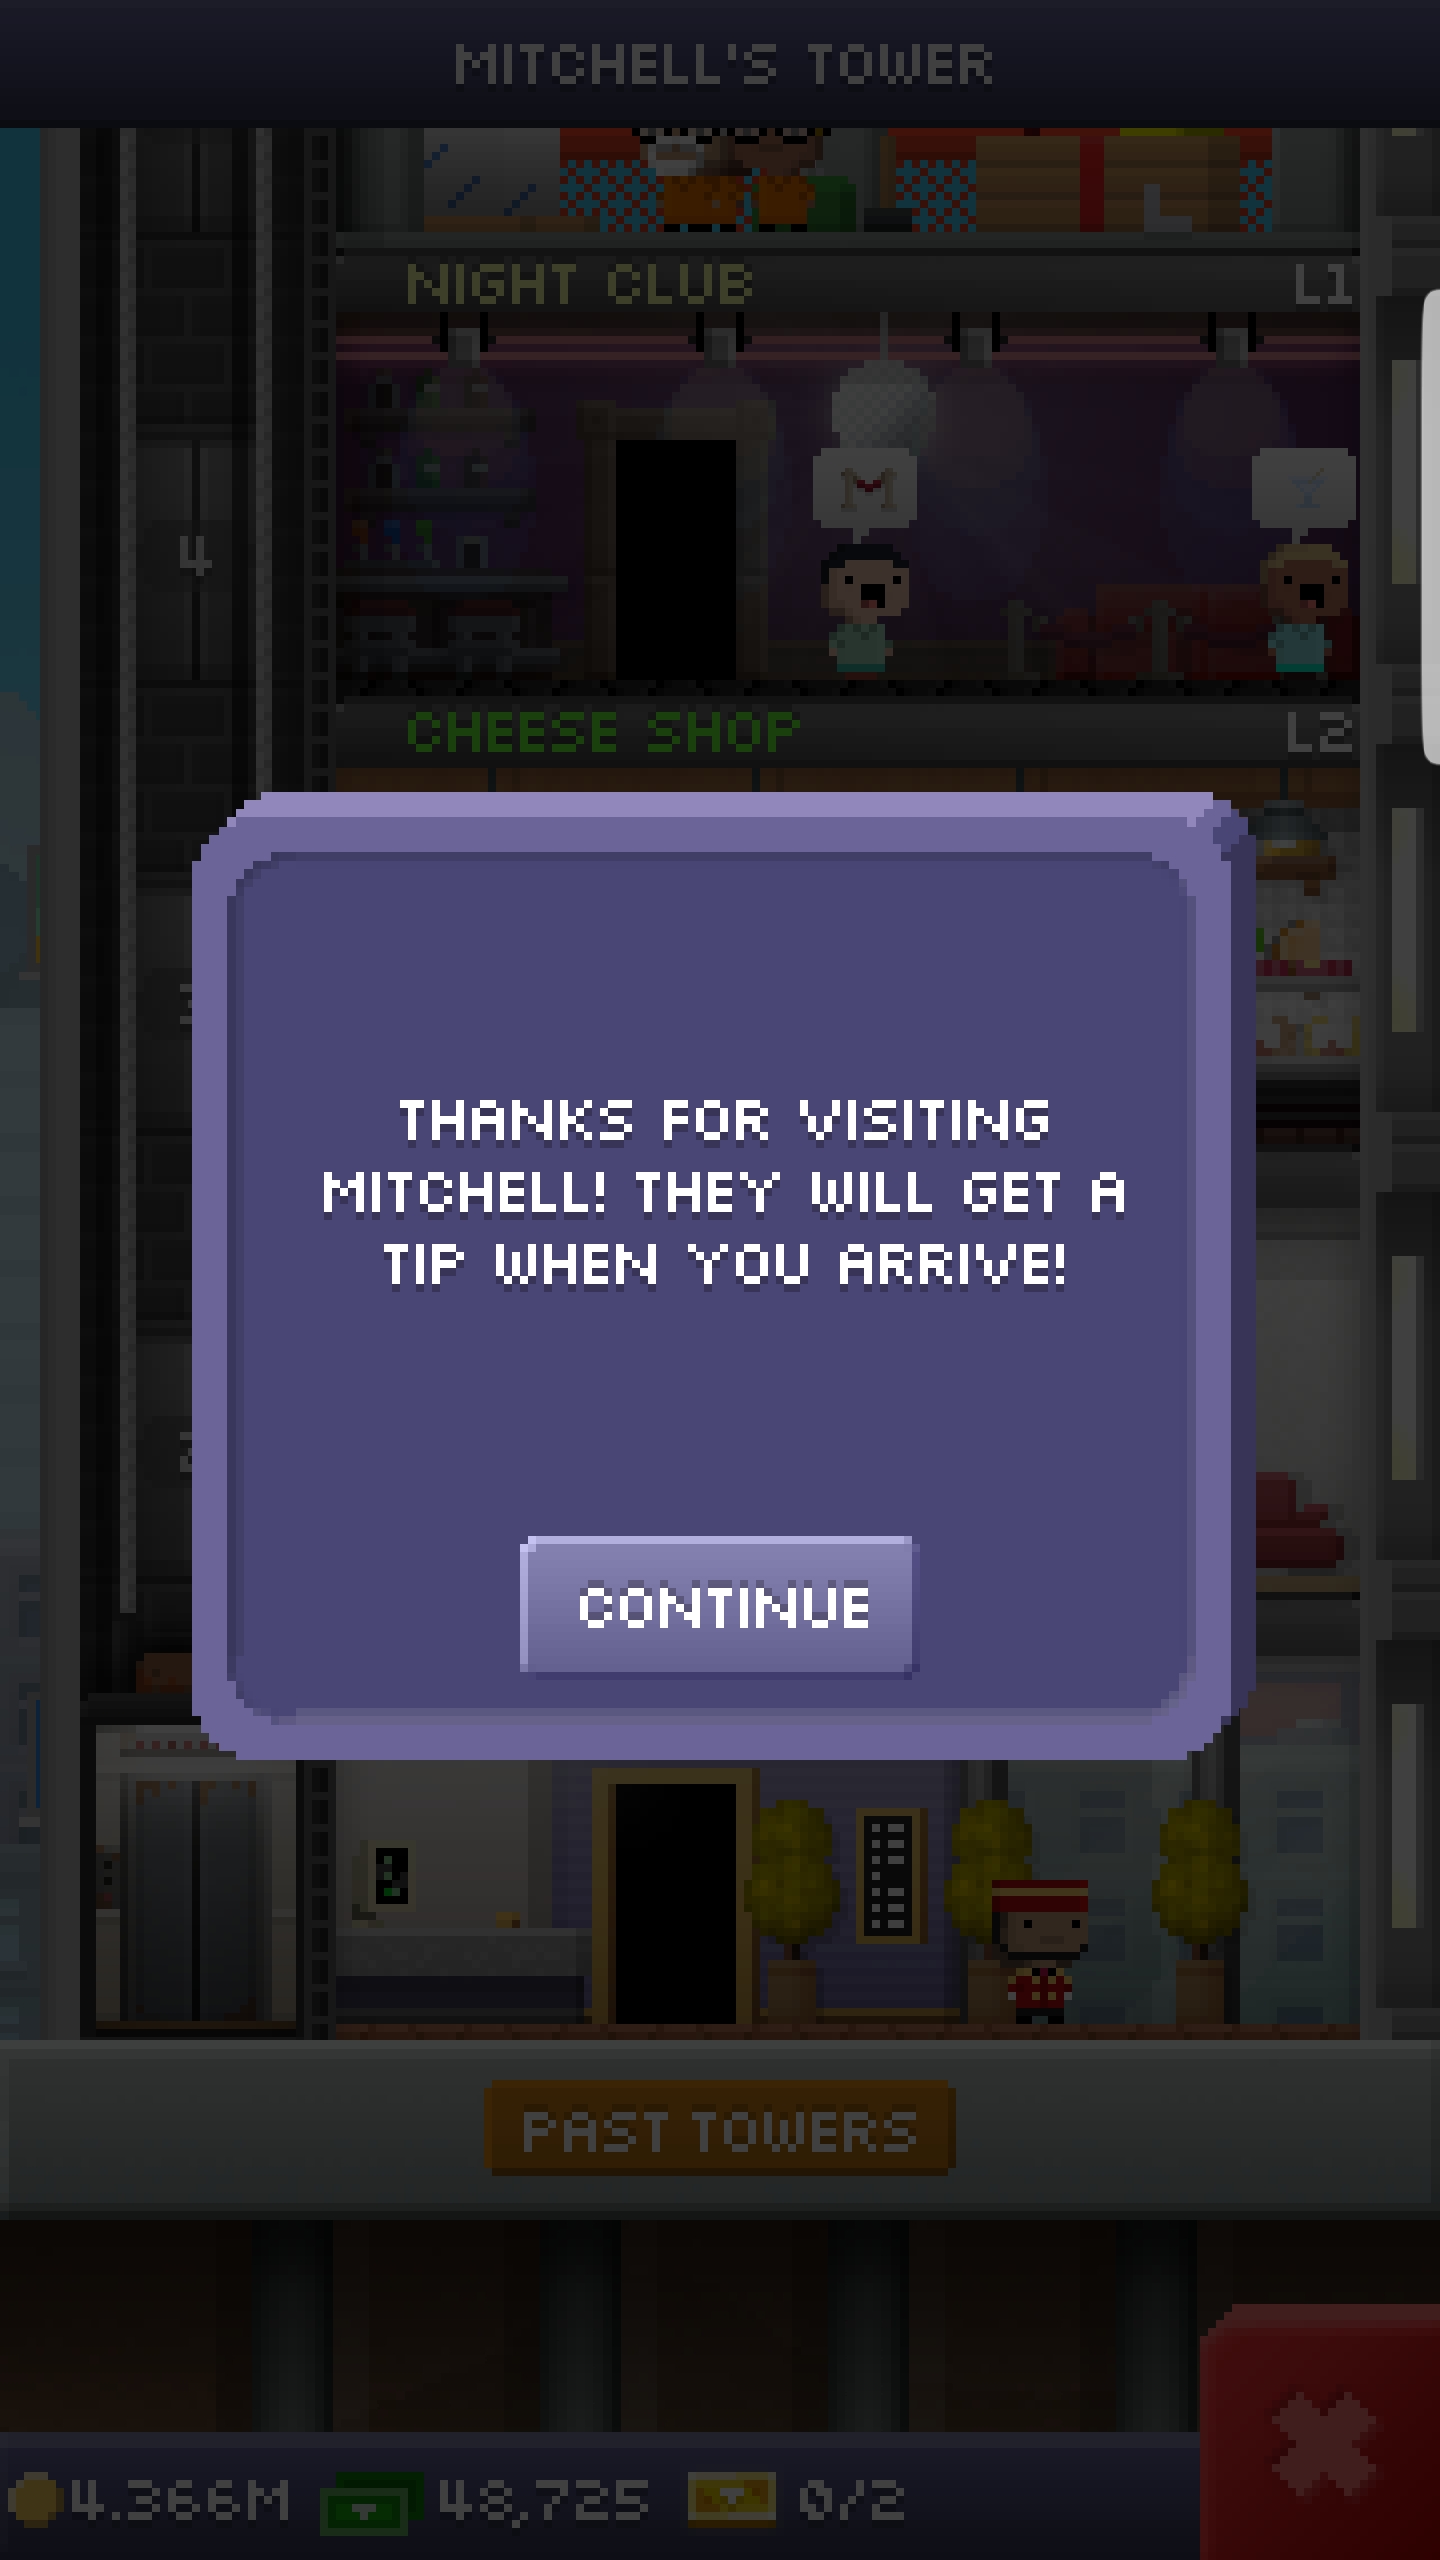 MITCHELL'S TOWER
NIGHT CLUB L1
4
CHEESE SHOP L2
THANKS FOR VISITING
MITCHELL! THEY WILL GET A
TIP WHEN YOU ARRIVE!
CONTINUE
PAST TOWERS
4.366M 48,725 0/2